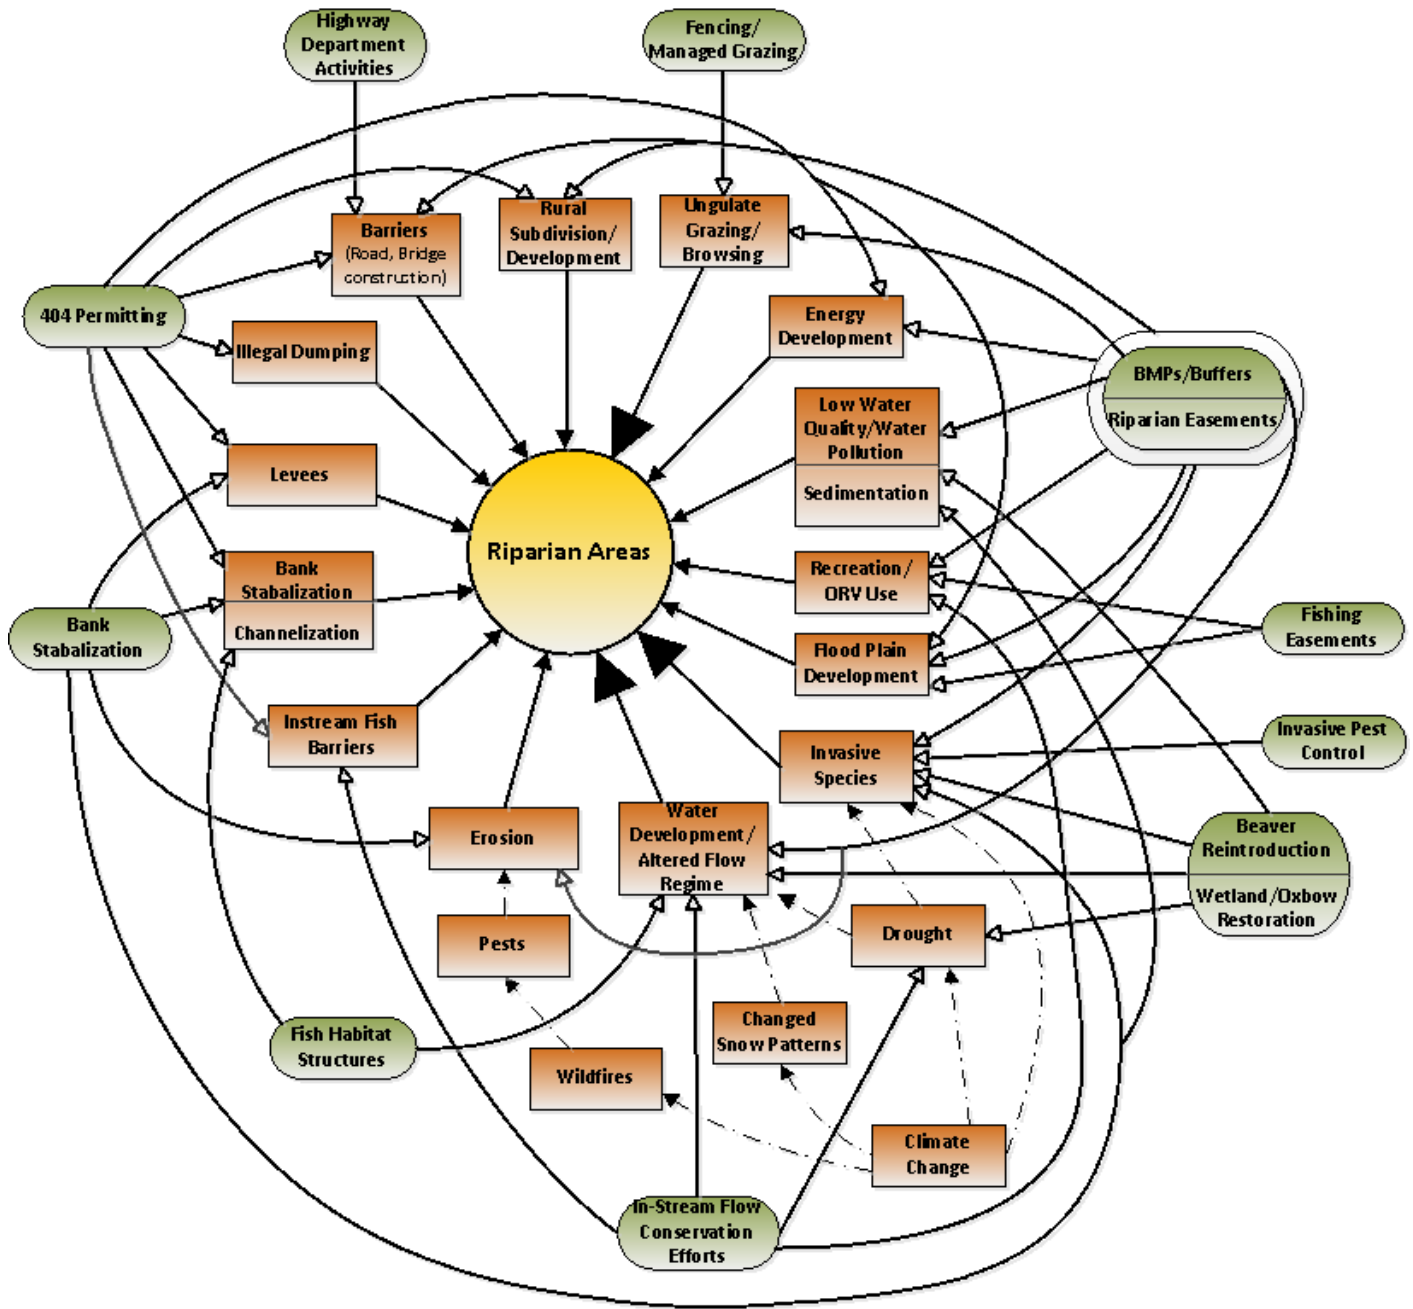 Highway
Department
Activities
Fencing/
Managed Grazing
Barriers
(Road, Bridge
construction)
Rural
Subdivision/
Development
Ungulate
Grazing/
Browsing
404 Permitting
Illegal Dumping
Energy
Development
BMPs/Buffers
Riparian Easements
Low Water
Quality/Water
Pollution
Sedimentation
Levees
Riparian Areas
Bank
Stabalization
Channelization
Recreation/
ORV Use
Bank
Stabalization
Fishing
Easements
Flood Plain
Development
Instream Fish
Barriers
Invasive
Species
Invasive Pest
Control
Erosion
Water
Development/
Altered Flow
Regime
Beaver
Reintroduction
Wetland/Oxbow
Restoration
Pests
Drought
Fish Habitat
Structures
Changed
Snow Patterns
Wildfires
Climate
Change
In-Stream Flow
Conservation
Efforts